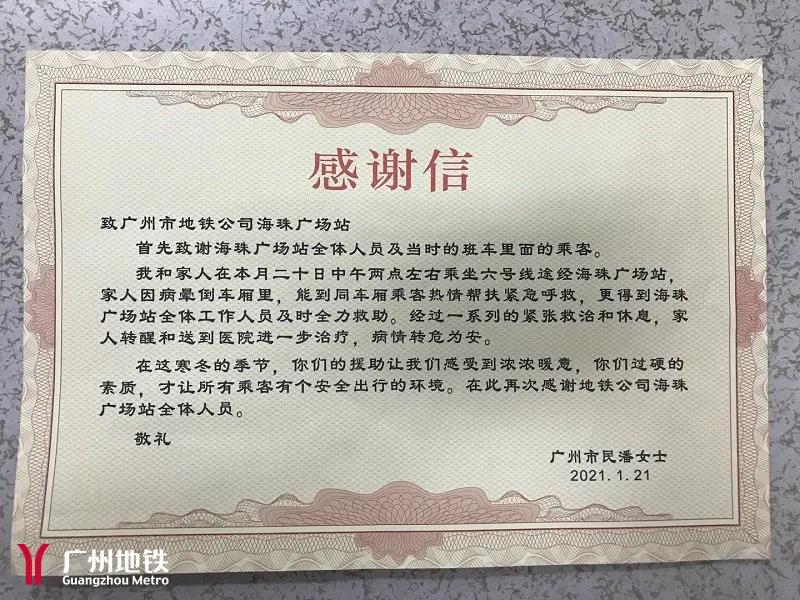 感谢信
致广州市地铁公司海珠广场站
首先致谢海珠广场站全体人员及当时的班车里面的乘客。
我和家人在本月二十日中午两点左右乘坐六号线途经海珠广场站，
家人因病晕倒车厢里，能到同车厢乘客热情帮扶紧急呼救，更得到海珠
广场站全体工作人员及时全力救助。经过一系列的紧张救治和休息，家
人转醒和送到医院进一步治疗，病情转危为安。
在这寒冬的季节，你们的援助让我们感受到浓浓暖意，你们过硬的
素质，才让所有乘客有个安全出行的环境。在此再次感谢地铁公司海珠
广场站全体人员。
敬礼
广州市民潘女士
2021.1.21
广州地铁
Guangzhou Metro